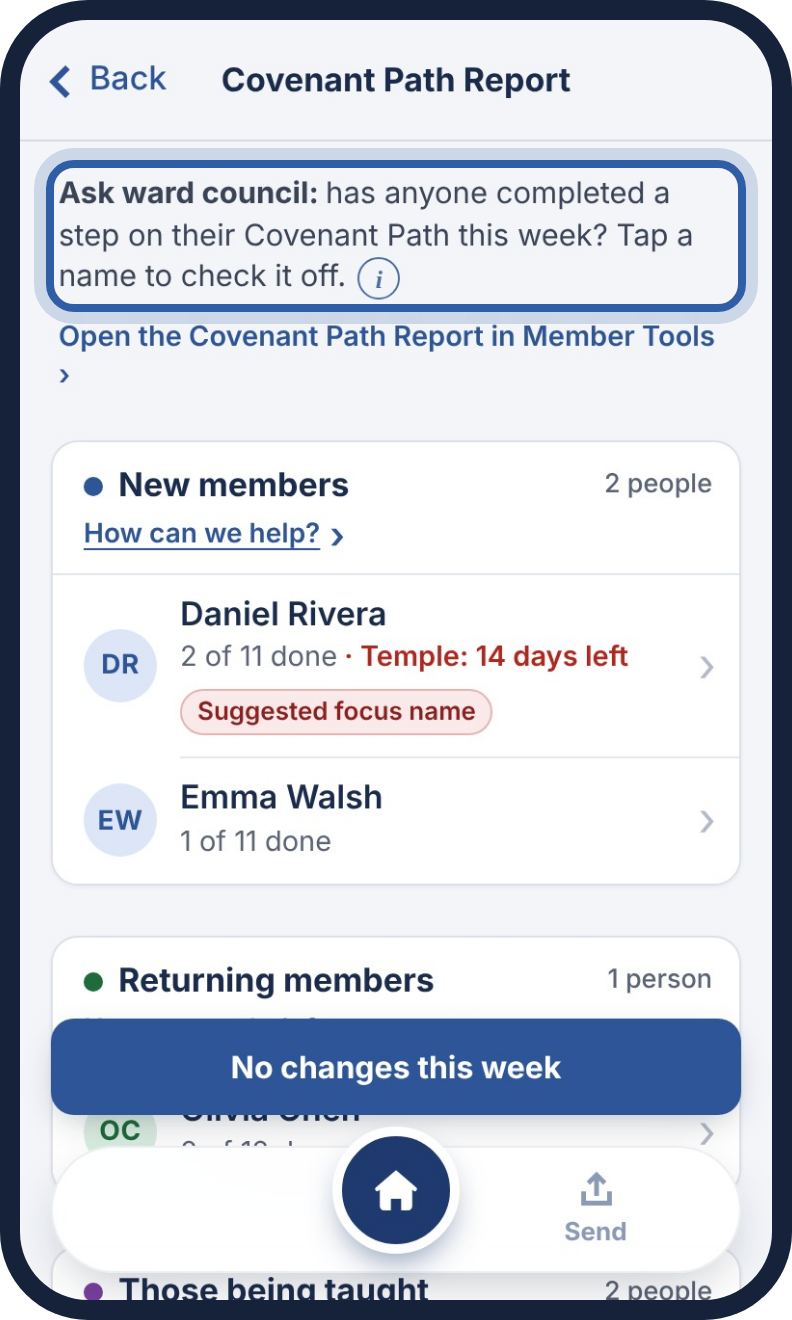 Back
Covenant Path Report
Ask ward council: has anyone completed a
step on their Covenant Path this week? Tap a
name to check it off. i
Open the Covenant Path Report in Member Tools
›
New members
2 people
How can we help? ›
DR
Daniel Rivera
2 of 11 done · Temple: 14 days left
Suggested focus name
EW
Emma Walsh
1 of 11 done
Returning members
1 person
No changes this week
OC
Send
Those being taught
2 people